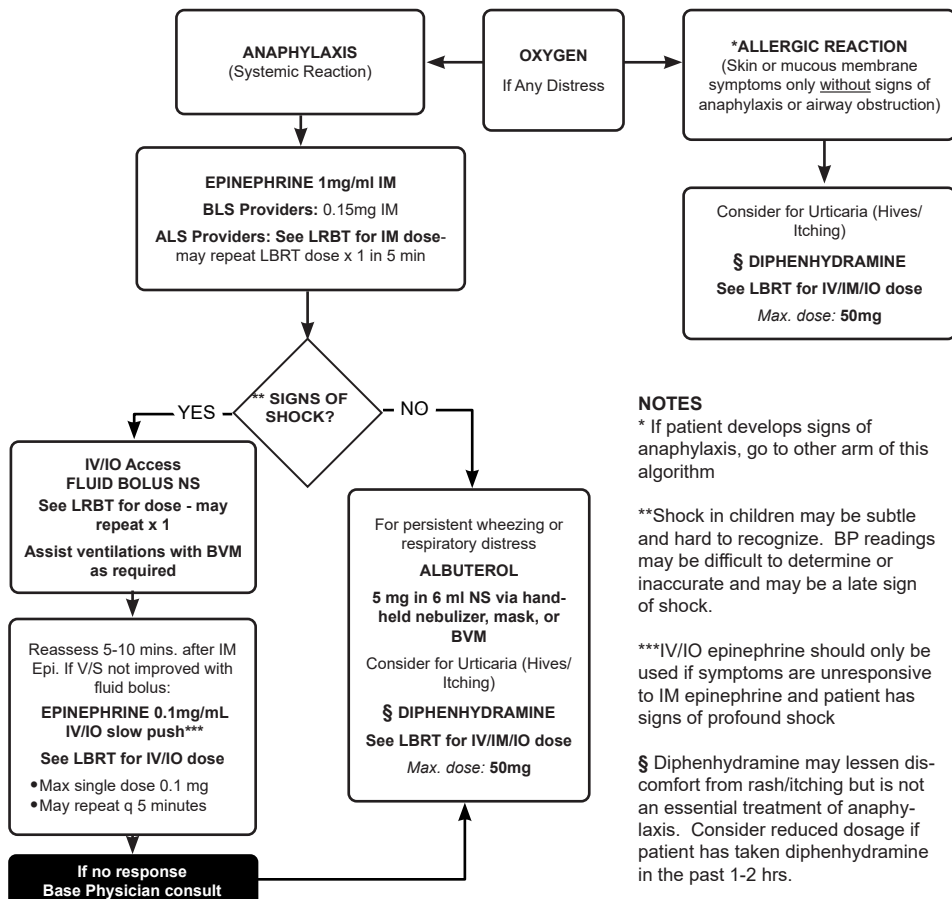 ANAPHYLAXIS
(Systemic Reaction)
OXYGEN
If Any Distress
*ALLERGIC REACTION
(Skin or mucous membrane
symptoms only without signs of
anaphylaxis or airway obstruction)
EPINEPHRINE 1mg/ml IM
BLS Providers: 0.15mg IM
ALS Providers: See LRBT for IM dose-
may repeat LBRT dose x 1 in 5 min
Consider for Urticaria (Hives/
Itching)
§ DIPHENHYDRAMINE
See LBRT for IV/IM/IO dose
Max. dose: 50mg
** SIGNS OF
SHOCK?
YES
NO
IV/IO Access
FLUID BOLUS NS
See LRBT for dose - may
repeat x 1
Assist ventilations with BVM
as required
Reassess 5-10 mins. after IM
Epi. If V/S not improved with
fluid bolus:
EPINEPHRINE 0.1mg/mL
IV/IO slow push***
See LBRT for IV/IO dose
•Max single dose 0.1 mg
•May repeat q 5 minutes
If no response
Base Physician consult
For persistent wheezing or
respiratory distress
ALBUTEROL
5 mg in 6 ml NS via hand-
held nebulizer, mask, or
BVM
Consider for Urticaria (Hives/
Itching)
§ DIPHENHYDRAMINE
See LBRT for IV/IM/IO dose
Max. dose: 50mg
NOTES
* If patient develops signs of
anaphylaxis, go to other arm of this
algorithm
**Shock in children may be subtle
and hard to recognize. BP readings
may be difficult to determine or
inaccurate and may be a late sign
of shock.
***IV/IO epinephrine should only be
used if symptoms are unresponsive
to IM epinephrine and patient has
signs of profound shock
§ Diphenhydramine may lessen dis-
comfort from rash/itching but is not
an essential treatment of anaphy-
laxis. Consider reduced dosage if
patient has taken diphenhydramine
in the past 1-2 hrs.